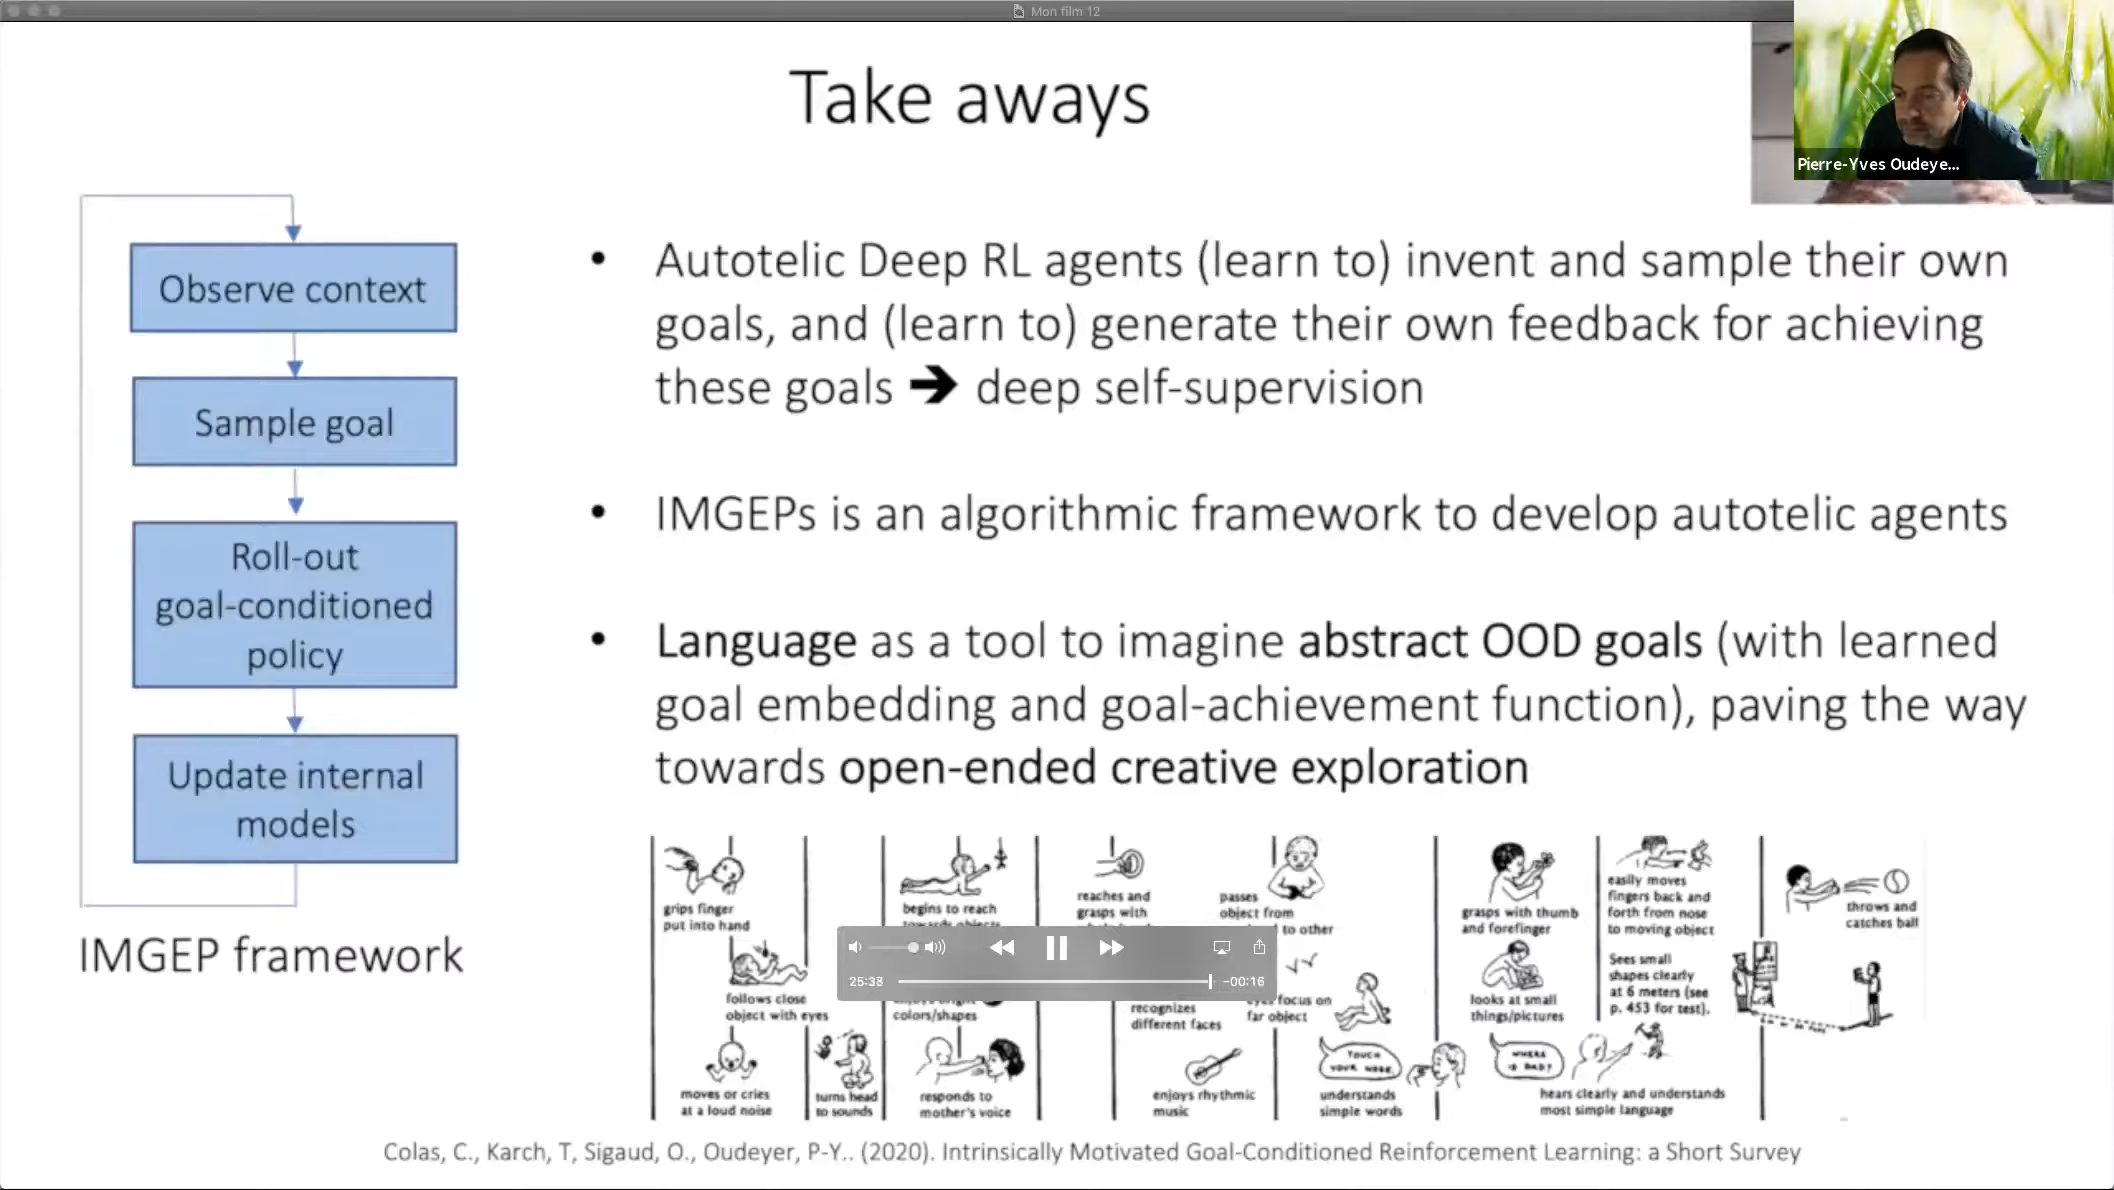 Mon film 12
Take aways
Pierre-Yves Oudeye...
Observe context
Sample goal
Roll-out
goal-conditioned
policy
Update internal
models
IMGEP framework
• Autotelic Deep RL agents (learn to) invent and sample their own
goals, and (learn to) generate their own feedback for achieving
these goals ➔ deep self-supervision
• IMGEPs is an algorithmic framework to develop autotelic agents
• Language as a tool to imagine abstract OOD goals (with learned
goal embedding and goal-achievement function), paving the way
towards open-ended creative exploration
grips finger
put into hand
begins to reach
towards objects
reaches and
grasps with
passes
object from
to other
grasps with thumb
and forefinger
easily moves
fingers back and
forth from nose
to moving object
throws and
catches ball
25:38
-00:16
follows close
object with eyes
colors/shapes
recognizes
different faces
eyes focus on
far object
looks at small
things/pictures
Sees small
shapes clearly
at 6 meters (see
p. 453 for test).
moves or cries
at a loud noise
turns head
to sounds
responds to
mother's voice
enjoys rhythmic
music
TOUCH
YOUR NOSE.
understands
simple words
WHERE
IS DAD?
hears clearly and understands
most simple language
Colas, C., Karch, T, Sigaud, O., Oudeyer, P-Y.. (2020). Intrinsically Motivated Goal-Conditioned Reinforcement Learning: a Short Survey